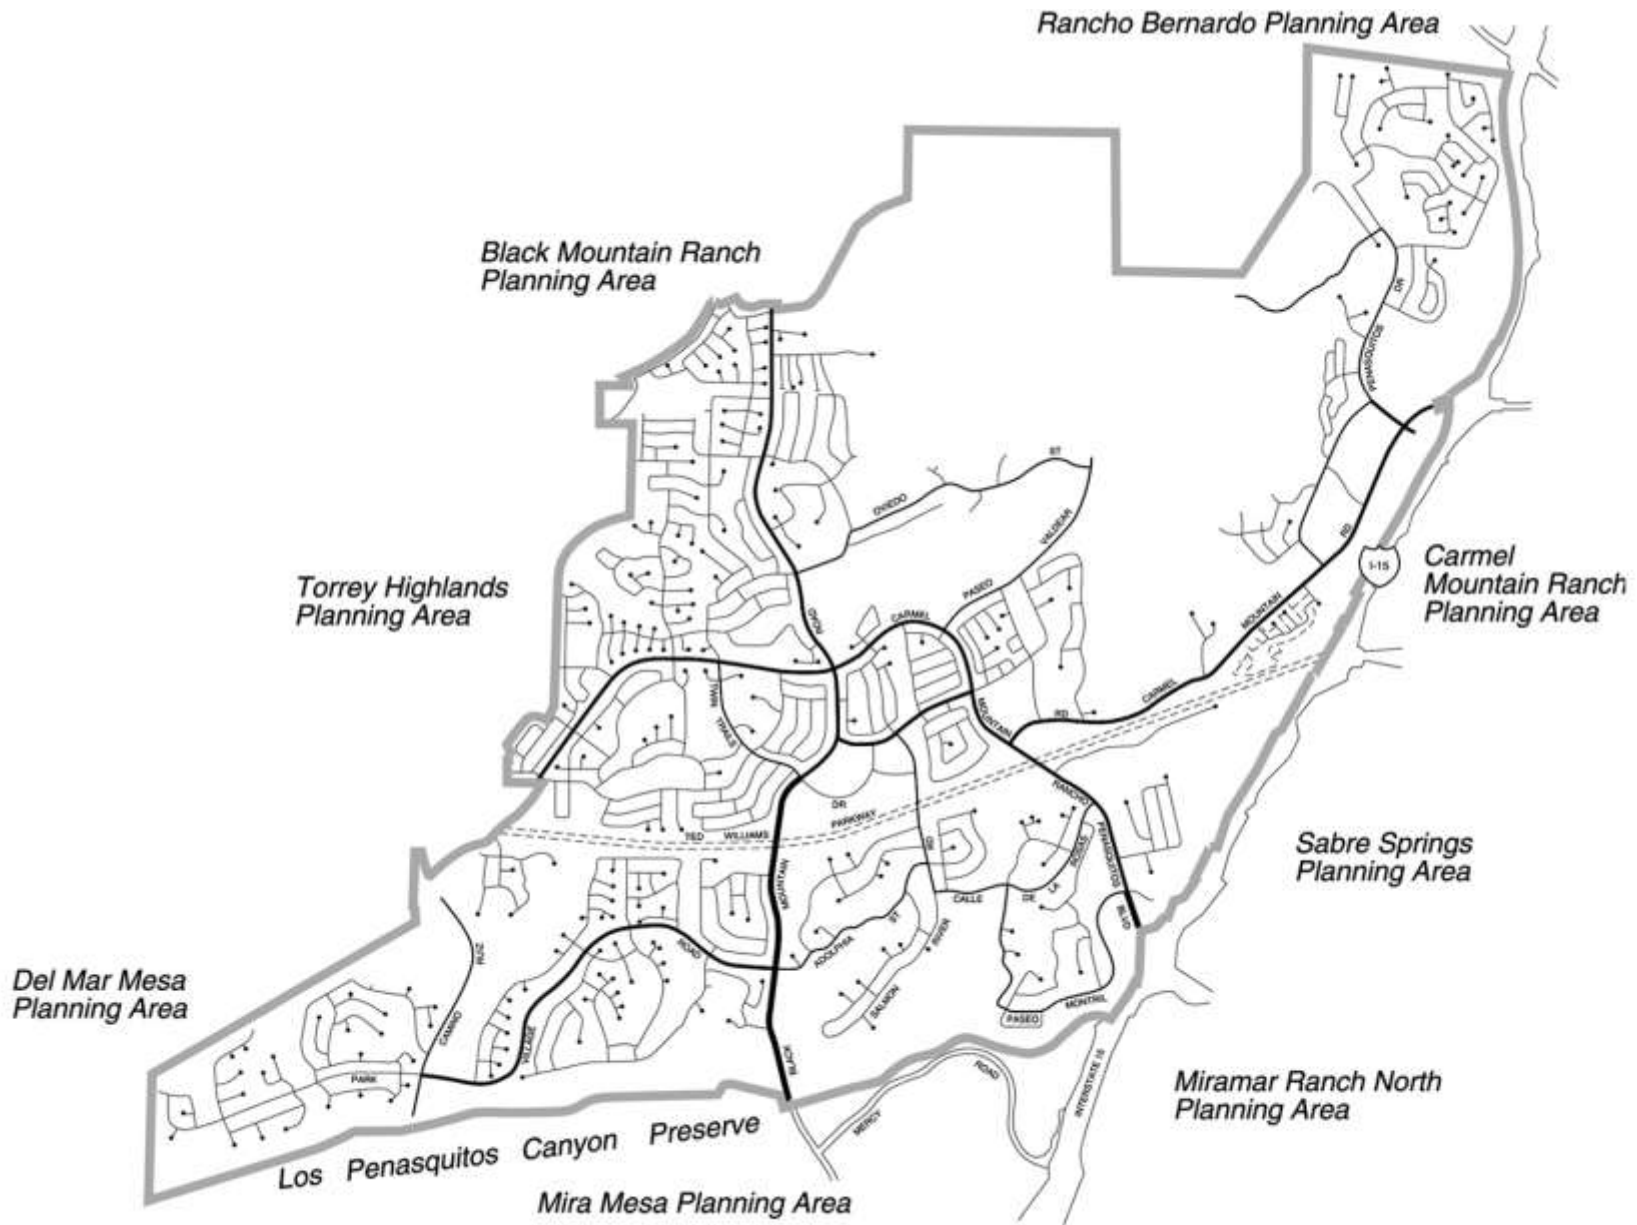 Rancho Bernardo Planning Area
Black Mountain Ranch
Planning Area
DR
PENASQUITOS
ST
OVIEDO
VALDEAR
RD
I-15
Carmel
Mountain Ranch
Planning Area
Torrey Highlands
Planning Area
PASEO
MOUNTAIN
ROAD
CARMEL
TWIN
TRAILS
CARMEL
RD
MOUNTAIN
RANCHO
DR
PARKWAY
TED WILLIAMS
RD
BODAS
PENASQUITOS
Sabre Springs
Planning Area
MOUNTAIN
CALLE
DE
LA
ST
BLVD
RIVER
ROAD
ADOLPHIA
RUIZ
Del Mar Mesa
Planning Area
SALMON
MONTRIL
PASEO
CAMINO
VILLAGE
BLACK
PARK
ROAD
INTERSTATE 15
MERCY
Miramar Ranch North
Planning Area
Los Penasquitos Canyon Preserve
Mira Mesa Planning Area